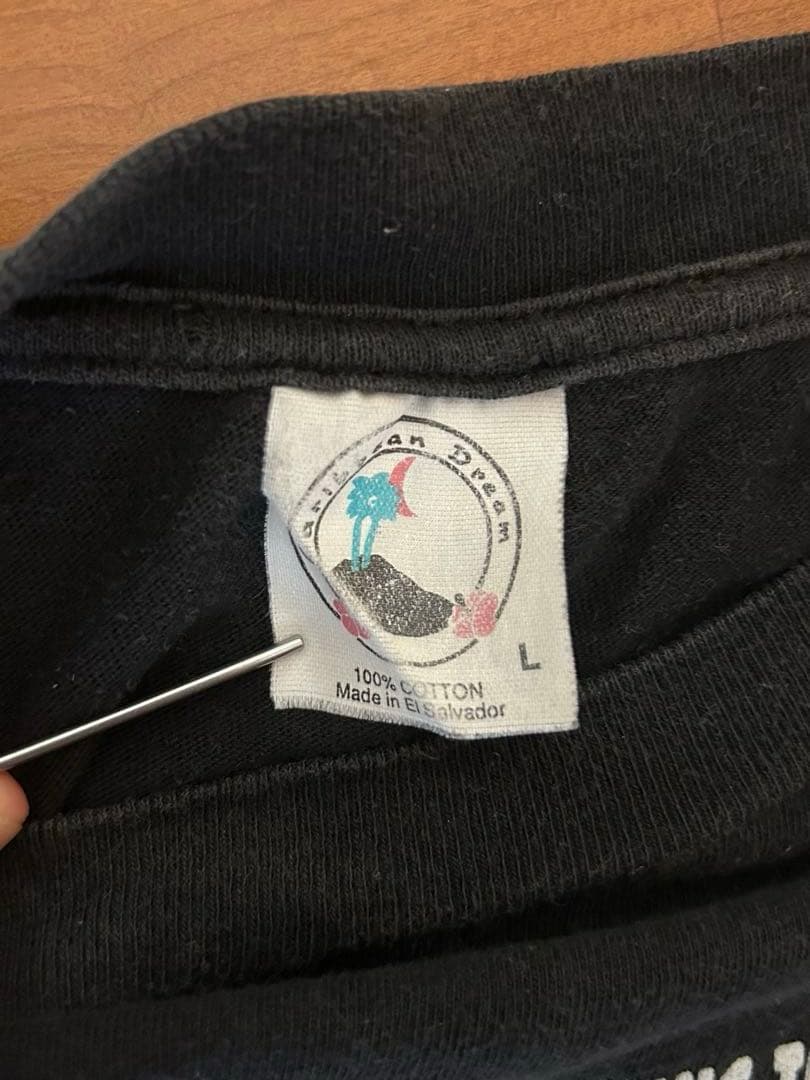 Dream
100% COTTON
Made in El Salvador
L